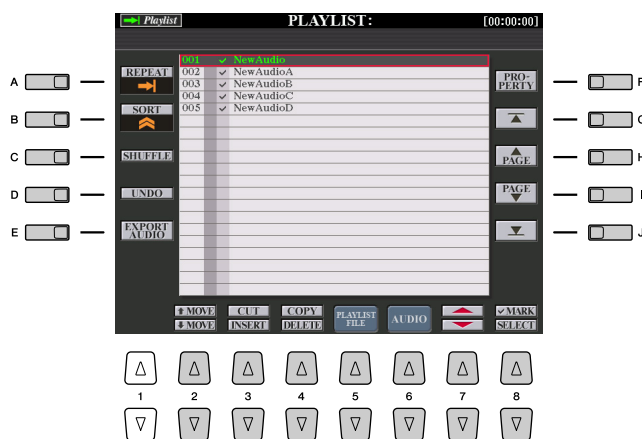 Playlist PLAYLIST: [00:00:00]
001 ✓ NewAudio
002 ✓ NewAudioA
003 ✓ NewAudioB
004 ✓ NewAudioC
005 ✓ NewAudioD
A
B
C
D
E
REPEAT
SORT
SHUFFLE
UNDO
EXPORT
AUDIO
PRO-
PERTY
PAGE
PAGE
H
J
MOVE CUT COPY PLAYLIST FILE AUDIO ✓MARK
MOVE INSERT DELETE SELECT
1 2 3 4 5 6 7 8